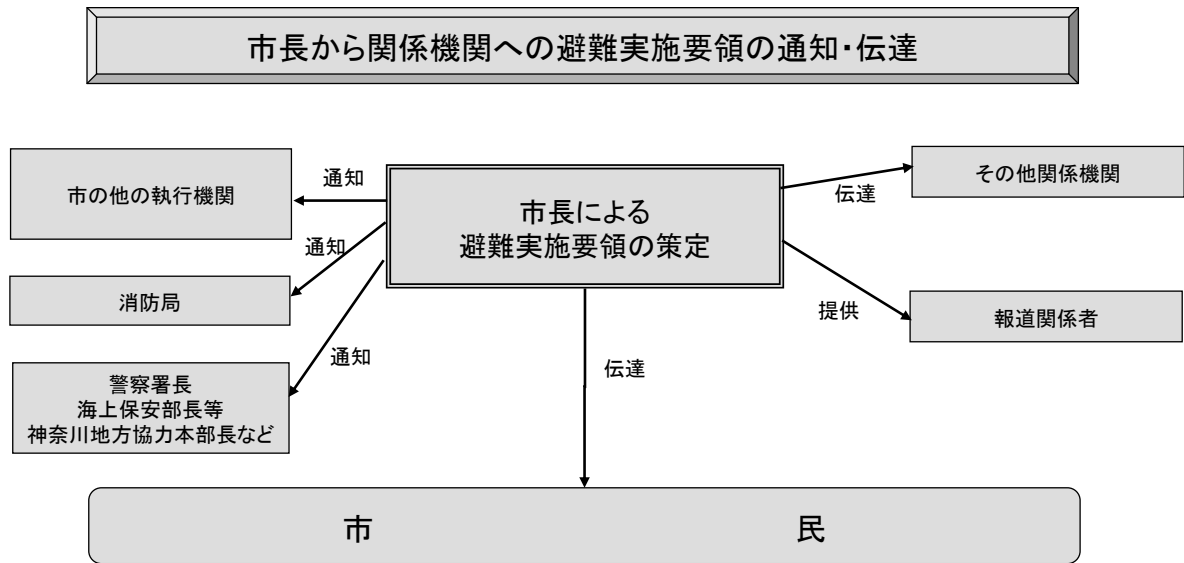 市長から関係機関への避難実施要領の通知・伝達
市の他の執行機関
通知
市長による
避難実施要領の策定
伝達
その他関係機関
通知
消防局
提供
報道関係者
通知
警察署長
海上保安部長等
神奈川地方協力本部長など
伝達
市 民